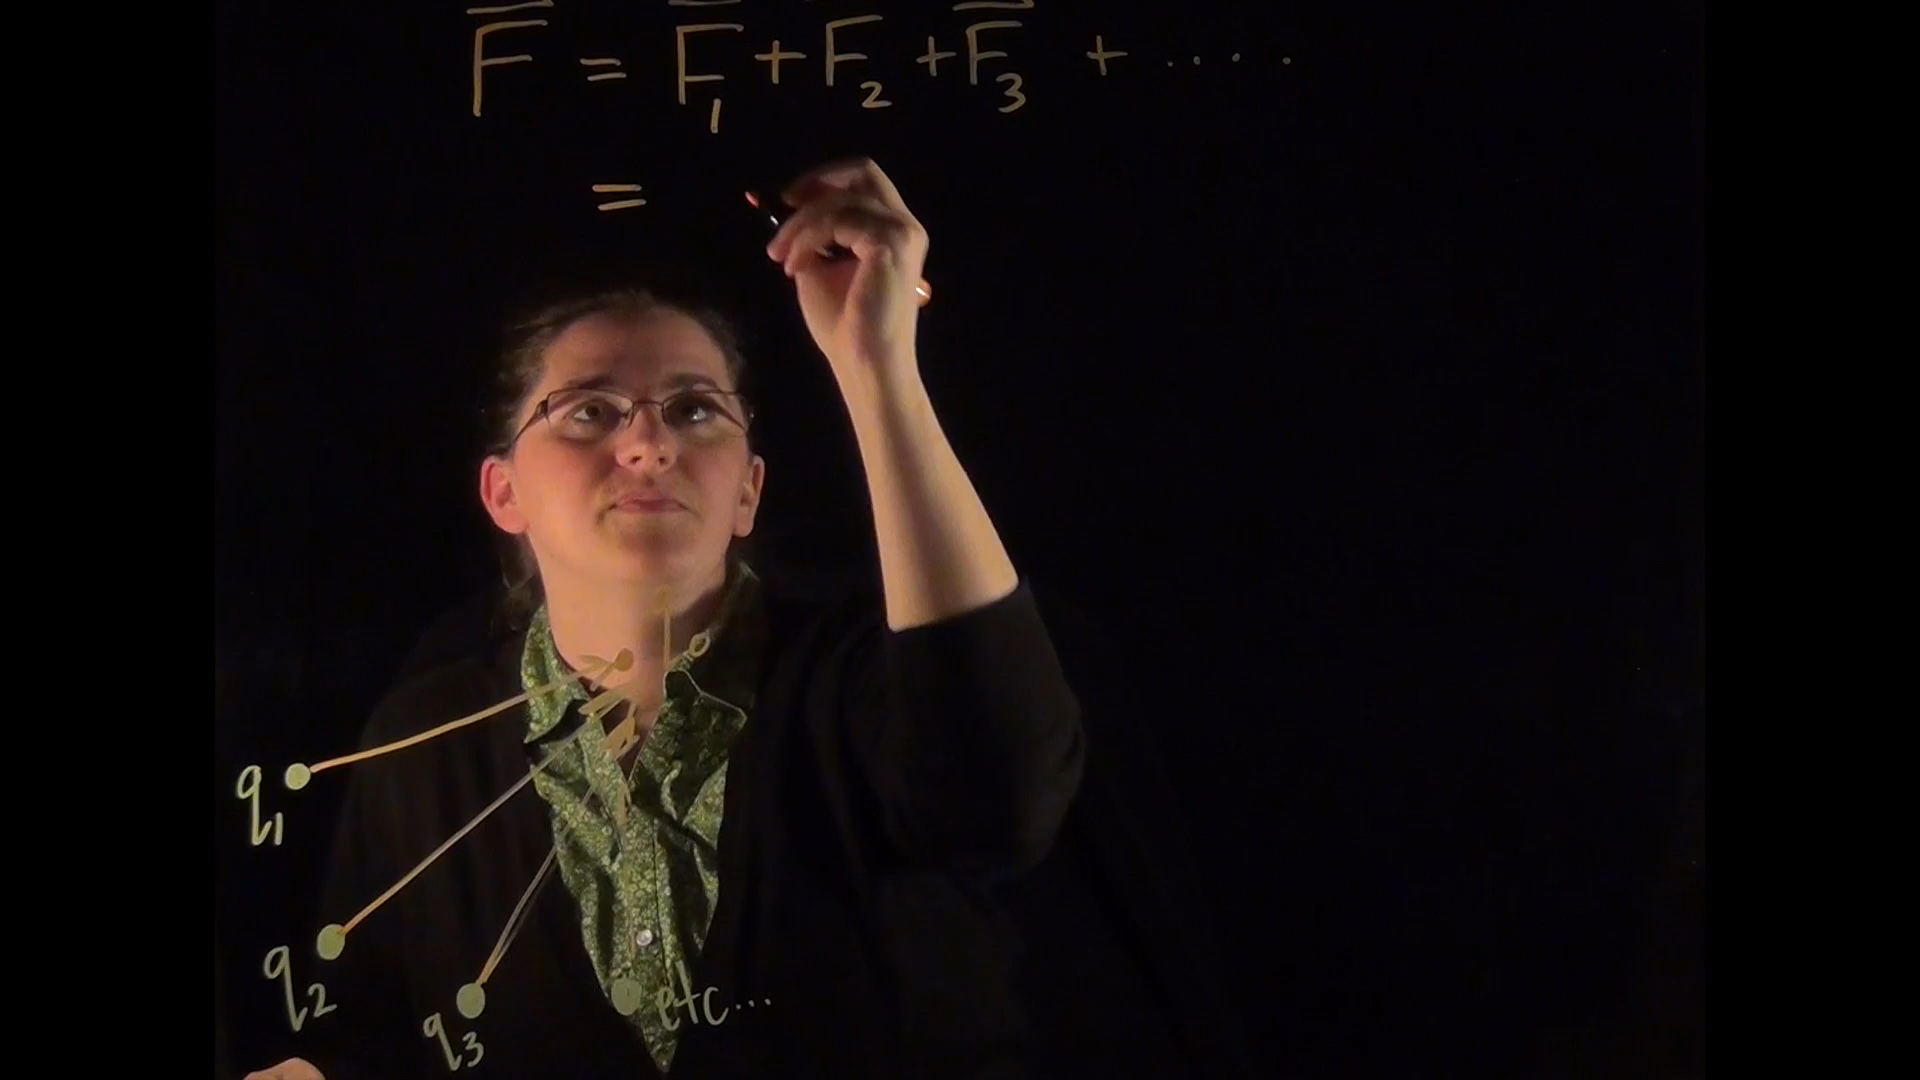 F = F₁ + F₂ + F₃ + ....
=
q₁
q₂
q₃
etc...